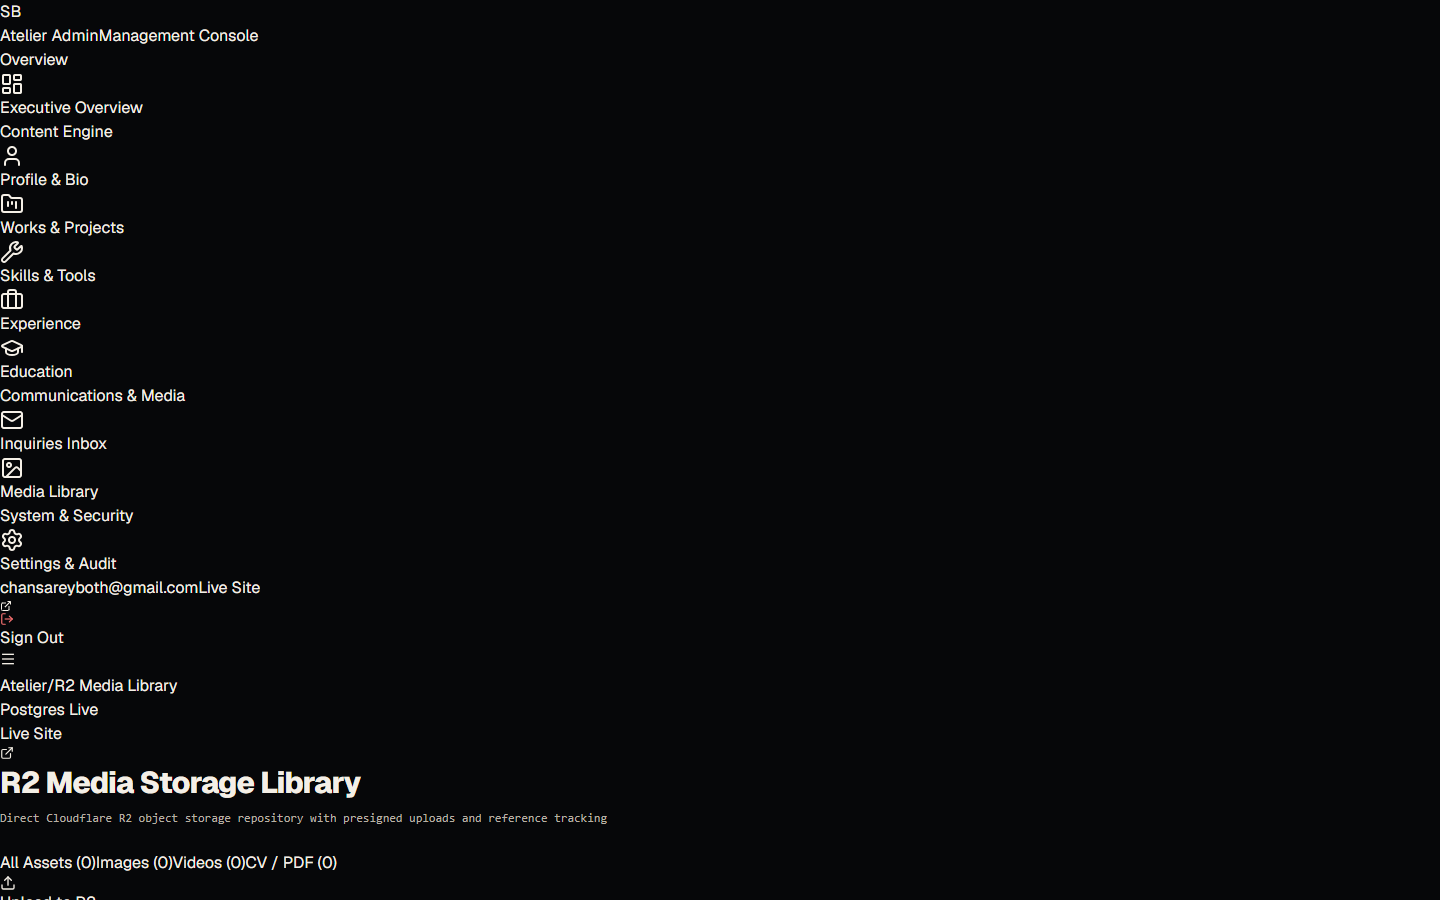 SB
Atelier AdminManagement Console
Overview
Executive Overview
Content Engine
Profile & Bio
Works & Projects
Skills & Tools
Experience
Education
Communications & Media
Inquiries Inbox
Media Library
System & Security
Settings & Audit
chansareyboth@gmail.comLive Site
Sign Out
Atelier/R2 Media Library
Postgres Live
Live Site
R2 Media Storage Library
Direct Cloudflare R2 object storage repository with presigned uploads and reference tracking
All Assets (0)Images (0)Videos (0)CV / PDF (0)
Upload to R2